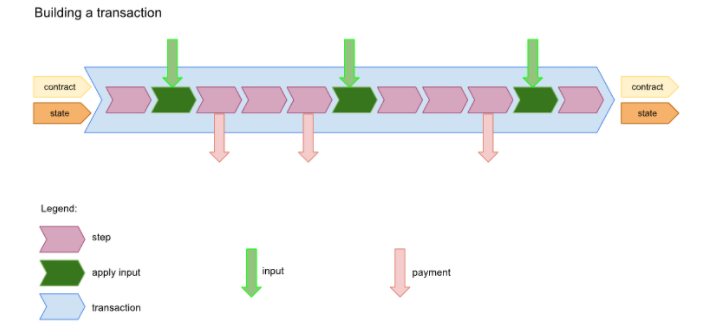 Building a transaction
contract
state
contract
state
Legend:
step
apply input
input
payment
transaction